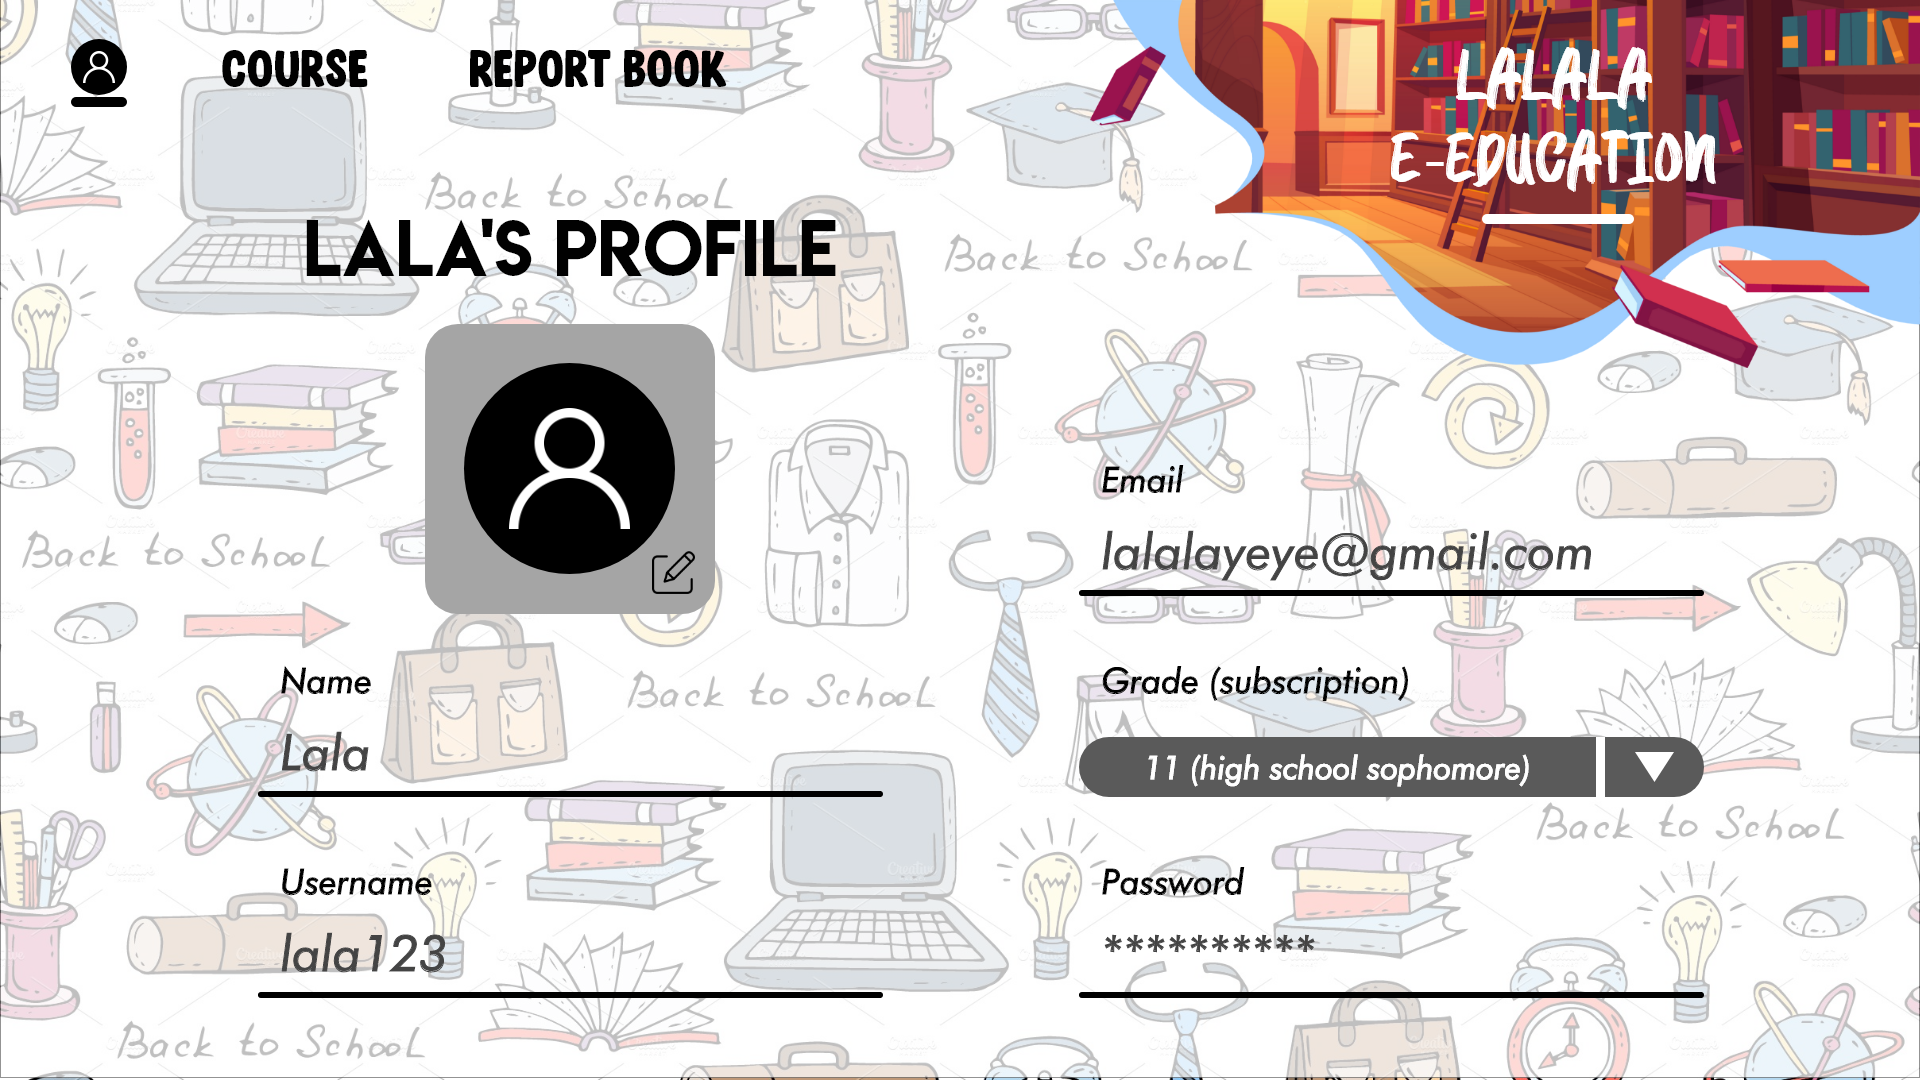 COURSE
REPORT BOOK
LALALA
E-EDUCATION
Back to School
LALA'S PROFILE
Back to School
Email
lalalayeye@gmail.com
Back to School
Name
Lala
Back to School
Grade (subscription)
11 (high school sophomore)
Back to School
Username
lala123
Password
**********
Back to School